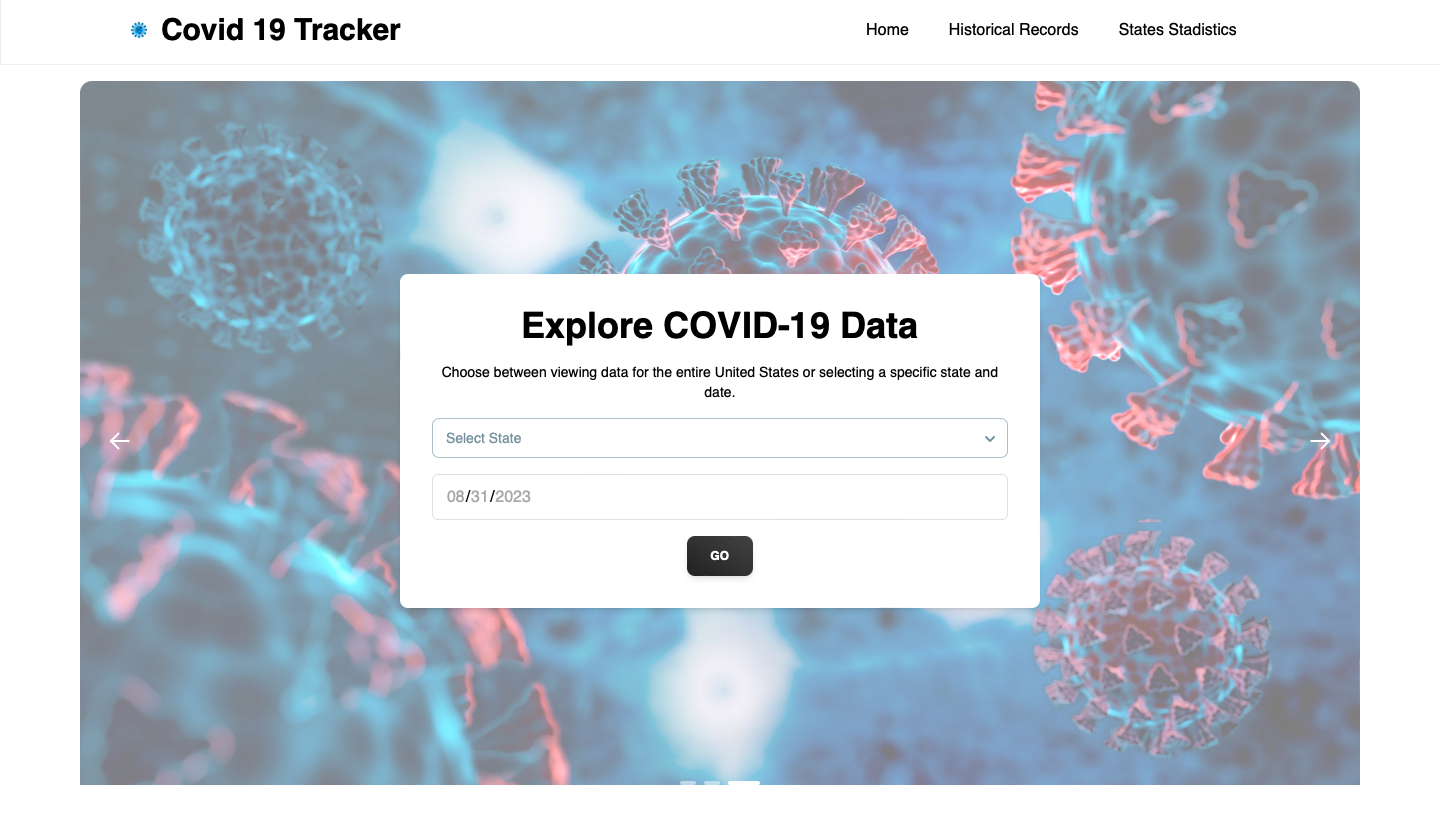 Covid 19 Tracker
Home Historical Records States Stadistics
Explore COVID-19 Data
Choose between viewing data for the entire United States or selecting a specific state and
date.
Select State
08/31/2023
GO